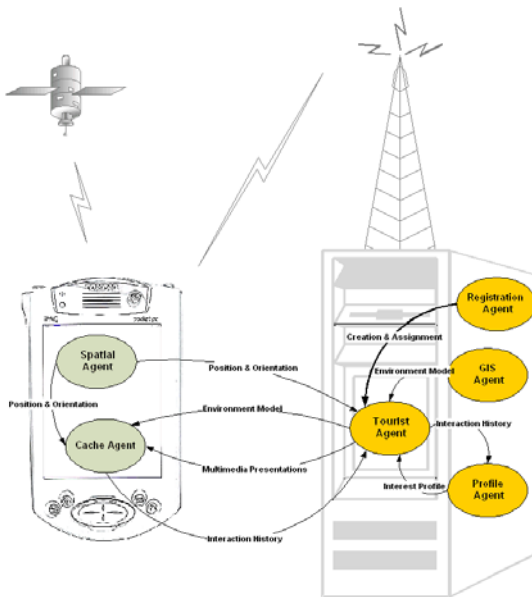 Registration
Agent
Creation & Assignment
Spatial
Agent
Position & Orientation
Environment Model
GIS
Agent
Position & Orientation
Environment Model
Tourist
Agent
Interaction History
Cache Agent
Multimedia Presentations
Interest Profile
Profile
Agent
Interaction History